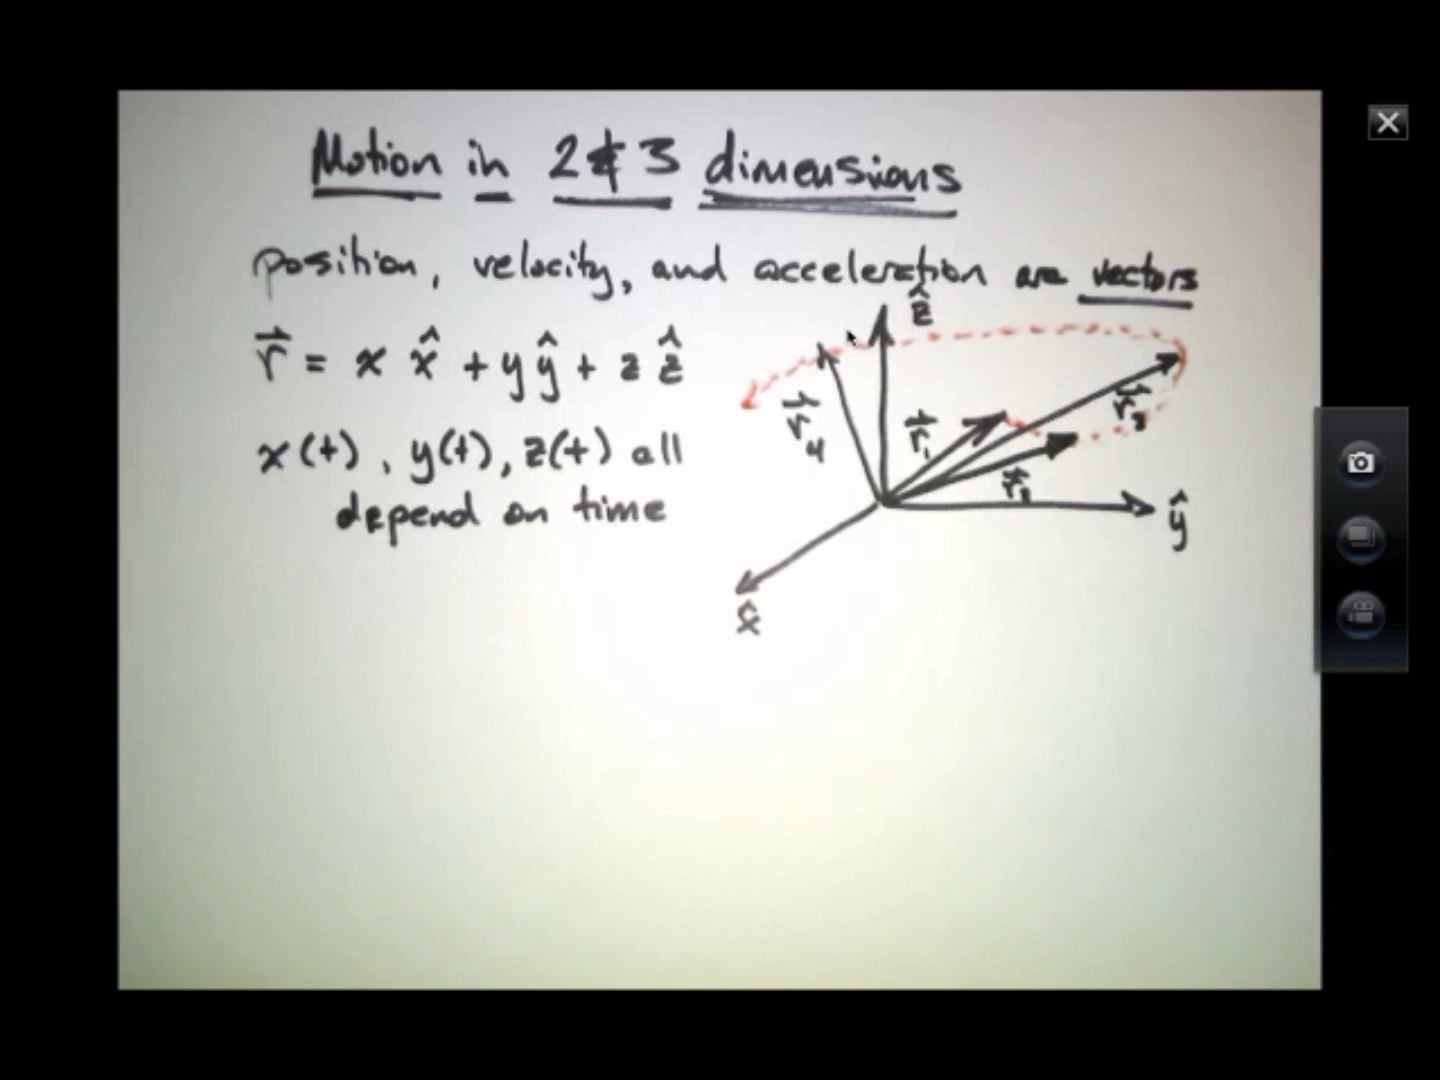 Motion in 2 & 3 dimensions
position, velocity, and acceleration are vectors
r⃗ = x x̂ + y ŷ + z ẑ
x(t), y(t), z(t) all
depend on time
ẑ
r⃗₄
r⃗₁
r⃗₃
r⃗₂
ŷ
x̂